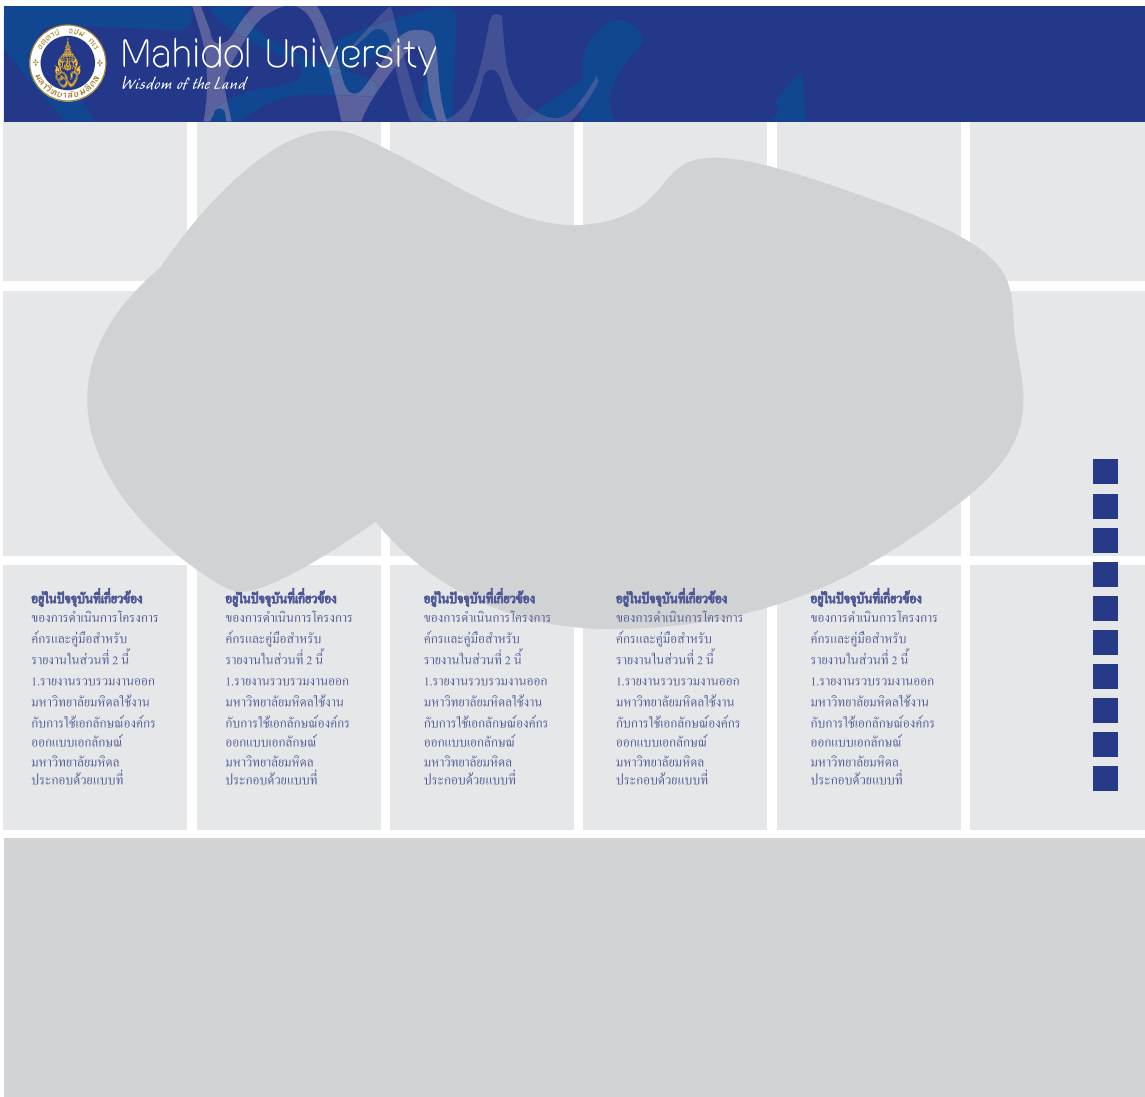 อตฺตานํ อุปมํ กเร
มหาวิทยาลัยมหิดล
Mahidol University
Wisdom of the Land
อยู่ในปัจจุบันที่เกี่ยวข้อง
ของการดำเนินการโครงการ
ค์กรและคู่มือสำหรับ
รายงานในส่วนที่ 2 นี้
1.รายงานรวบรวมงานออก
มหาวิทยาลัยมหิดลใช้งาน
กับการใช้เอกลักษณ์องค์กร
ออกแบบเอกลักษณ์
มหาวิทยาลัยมหิดล
ประกอบด้วยแบบที่
อยู่ในปัจจุบันที่เกี่ยวข้อง
ของการดำเนินการโครงการ
ค์กรและคู่มือสำหรับ
รายงานในส่วนที่ 2 นี้
1.รายงานรวบรวมงานออก
มหาวิทยาลัยมหิดลใช้งาน
กับการใช้เอกลักษณ์องค์กร
ออกแบบเอกลักษณ์
มหาวิทยาลัยมหิดล
ประกอบด้วยแบบที่
อยู่ในปัจจุบันที่เกี่ยวข้อง
ของการดำเนินการโครงการ
ค์กรและคู่มือสำหรับ
รายงานในส่วนที่ 2 นี้
1.รายงานรวบรวมงานออก
มหาวิทยาลัยมหิดลใช้งาน
กับการใช้เอกลักษณ์องค์กร
ออกแบบเอกลักษณ์
มหาวิทยาลัยมหิดล
ประกอบด้วยแบบที่
อยู่ในปัจจุบันที่เกี่ยวข้อง
ของการดำเนินการโครงการ
ค์กรและคู่มือสำหรับ
รายงานในส่วนที่ 2 นี้
1.รายงานรวบรวมงานออก
มหาวิทยาลัยมหิดลใช้งาน
กับการใช้เอกลักษณ์องค์กร
ออกแบบเอกลักษณ์
มหาวิทยาลัยมหิดล
ประกอบด้วยแบบที่
อยู่ในปัจจุบันที่เกี่ยวข้อง
ของการดำเนินการโครงการ
ค์กรและคู่มือสำหรับ
รายงานในส่วนที่ 2 นี้
1.รายงานรวบรวมงานออก
มหาวิทยาลัยมหิดลใช้งาน
กับการใช้เอกลักษณ์องค์กร
ออกแบบเอกลักษณ์
มหาวิทยาลัยมหิดล
ประกอบด้วยแบบที่